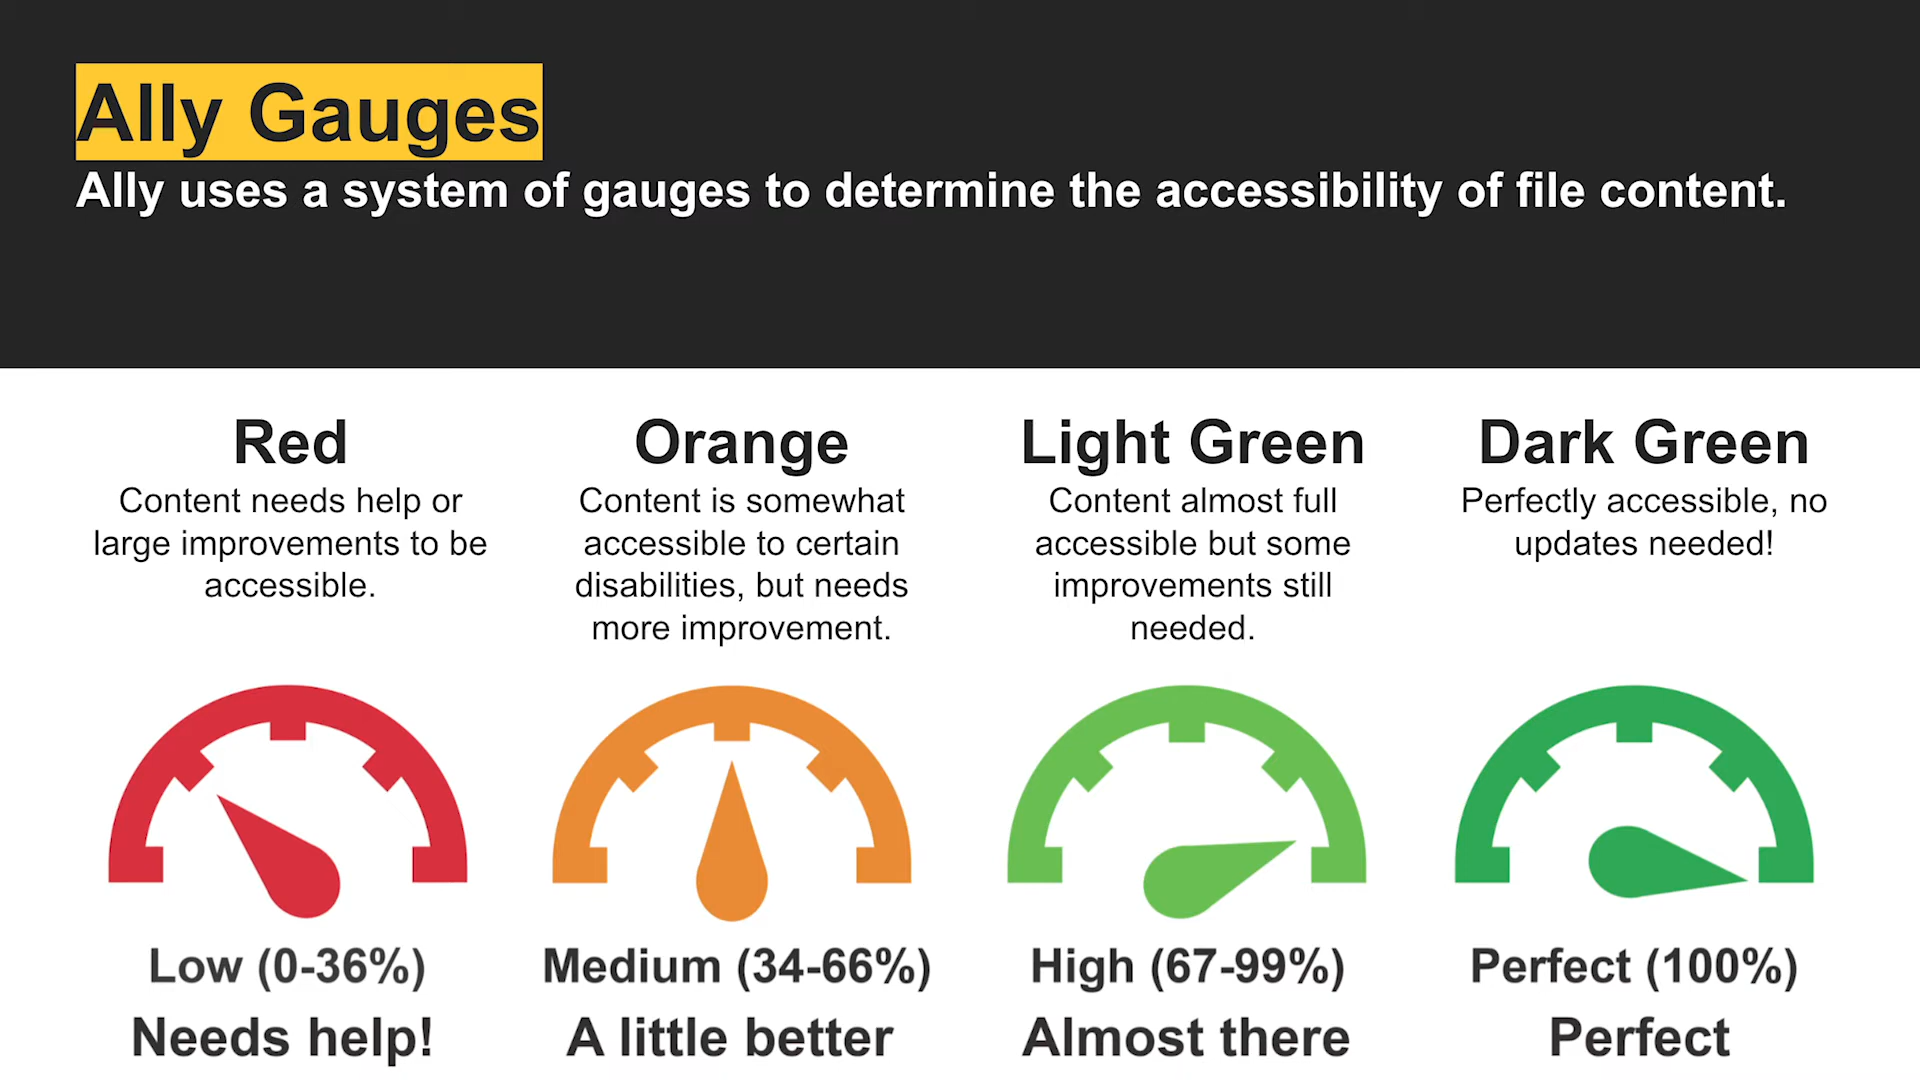 Ally Gauges
Ally uses a system of gauges to determine the accessibility of file content.
Red
Content needs help or
large improvements to be
accessible.
Orange
Content is somewhat
accessible to certain
disabilities, but needs
more improvement.
Light Green
Content almost full
accessible but some
improvements still
needed.
Dark Green
Perfectly accessible, no
updates needed!
Low (0-36%)
Needs help!
Medium (34-66%)
A little better
High (67-99%)
Almost there
Perfect (100%)
Perfect